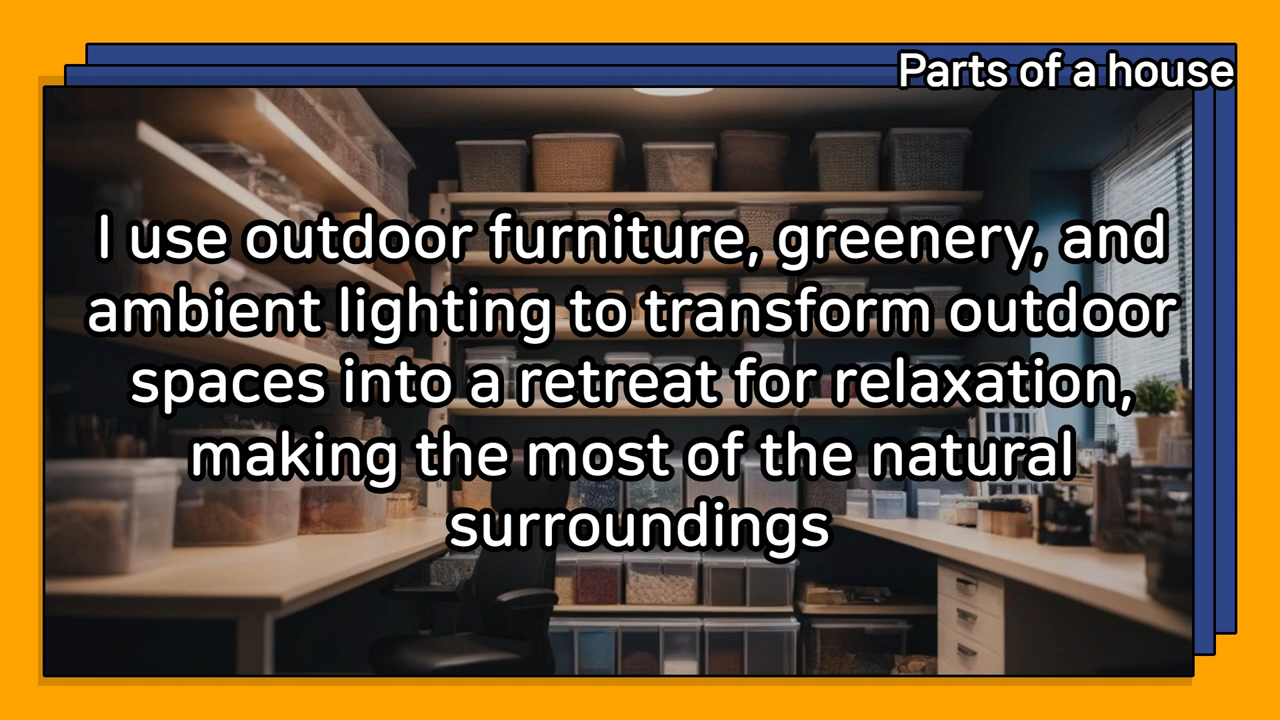 Parts of a house
I use outdoor furniture, greenery, and
ambient lighting to transform outdoor
spaces into a retreat for relaxation,
making the most of the natural
surroundings